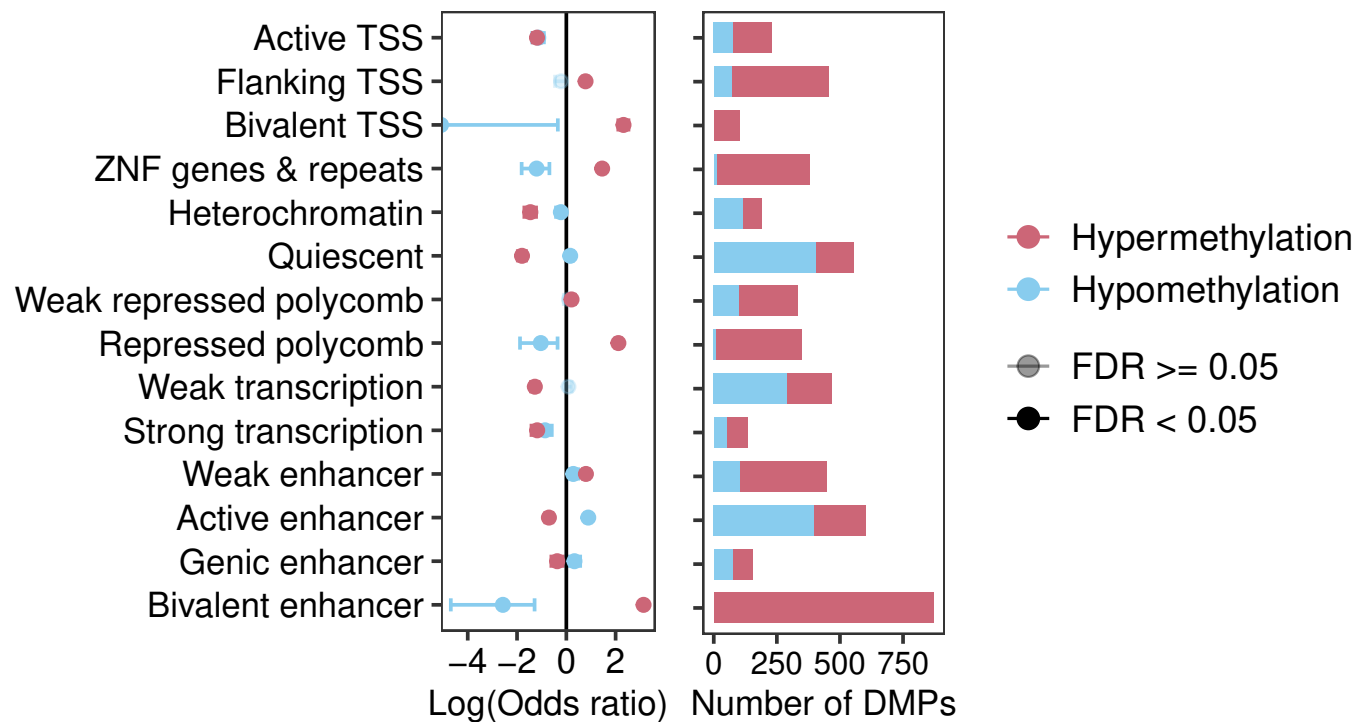 Active TSS
Flanking TSS
Bivalent TSS
ZNF genes & repeats
Heterochromatin
Quiescent
Weak repressed polycomb
Repressed polycomb
Weak transcription
Strong transcription
Weak enhancer
Active enhancer
Genic enhancer
Bivalent enhancer
−4 −2 0 2
Log(Odds ratio)
0 250 500 750
Number of DMPs
Hypermethylation
Hypomethylation
FDR >= 0.05
FDR < 0.05